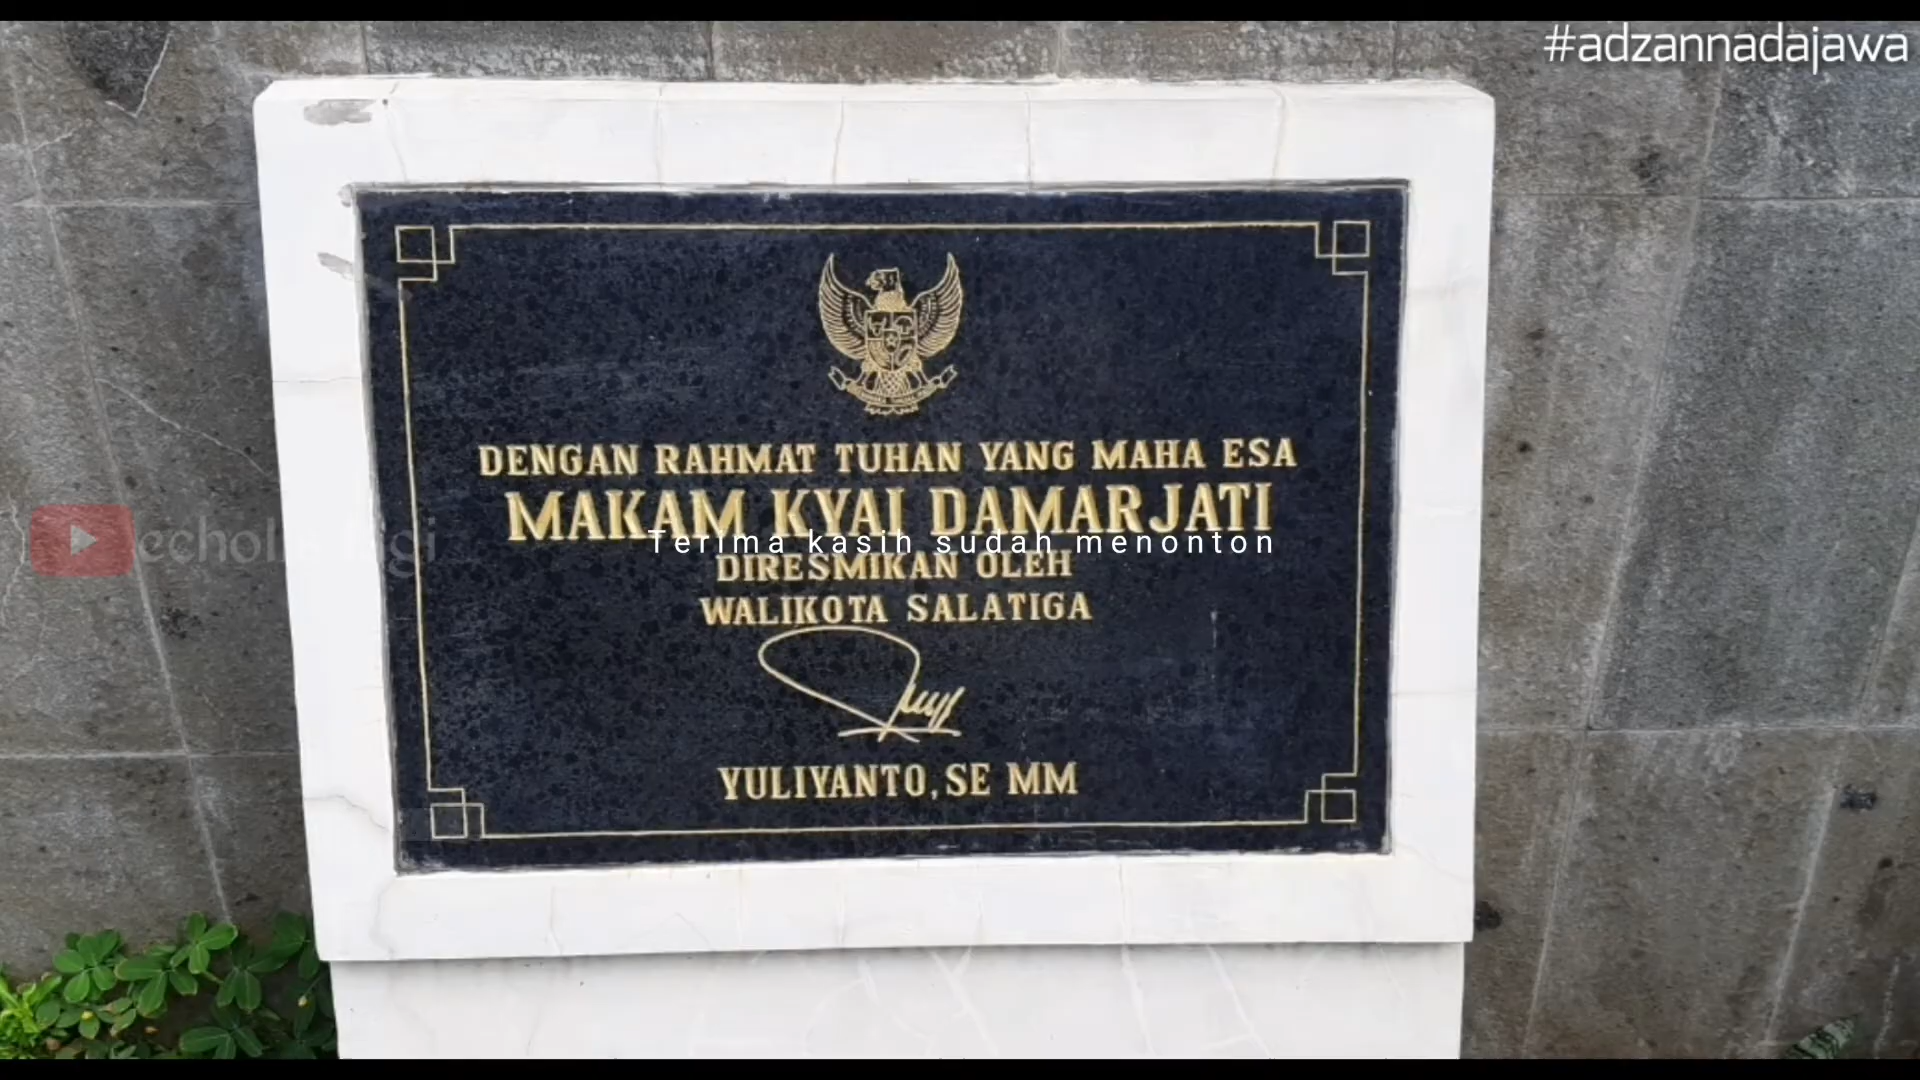 #adzannadajawa
DENGAN RAHMAT TUHAN YANG MAHA ESA
MAKAM KYAI DAMARJATI
Terima kasih sudah menonton
DIRESMIKAN OLEH
WALIKOTA SALATIGA
YULIYANTO, SE MM